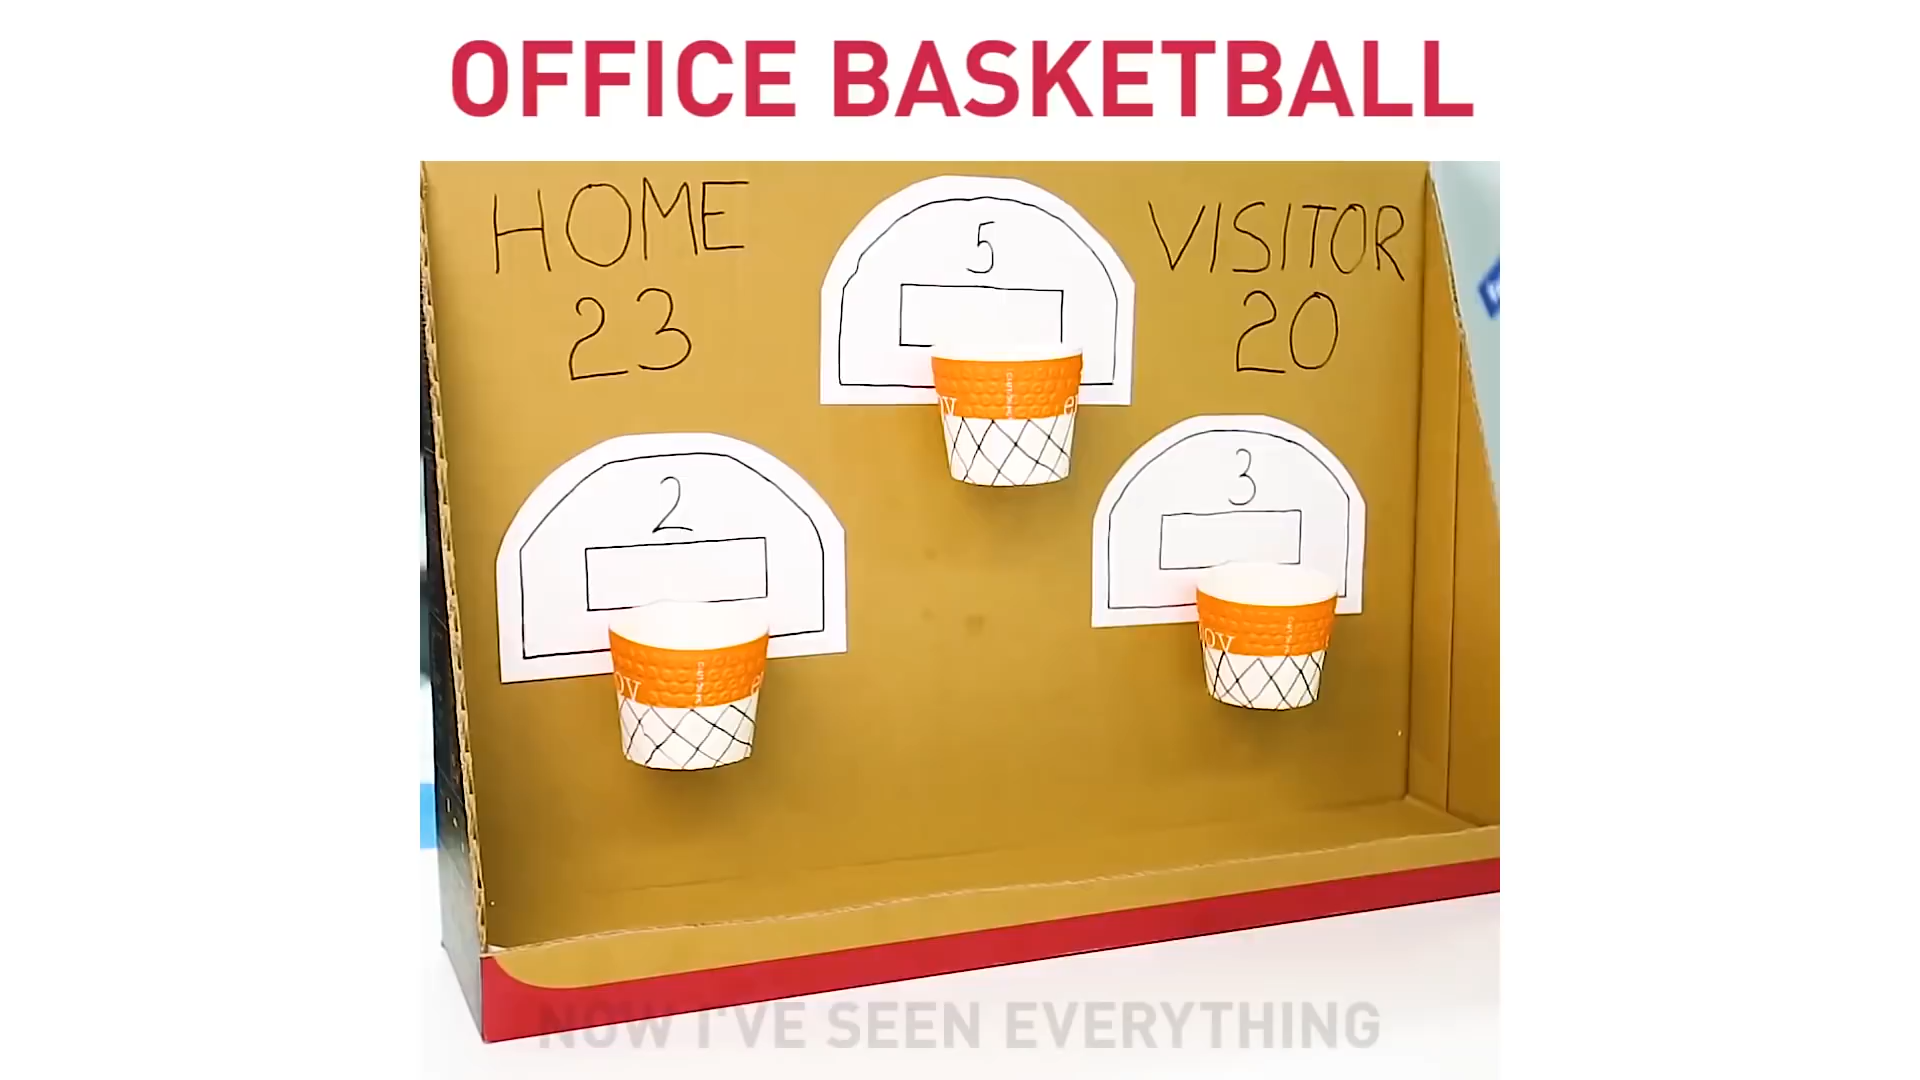 OFFICE BASKETBALL
HOME
23
5
VISITOR
20
2
3
NOW I'VE SEEN EVERYTHING